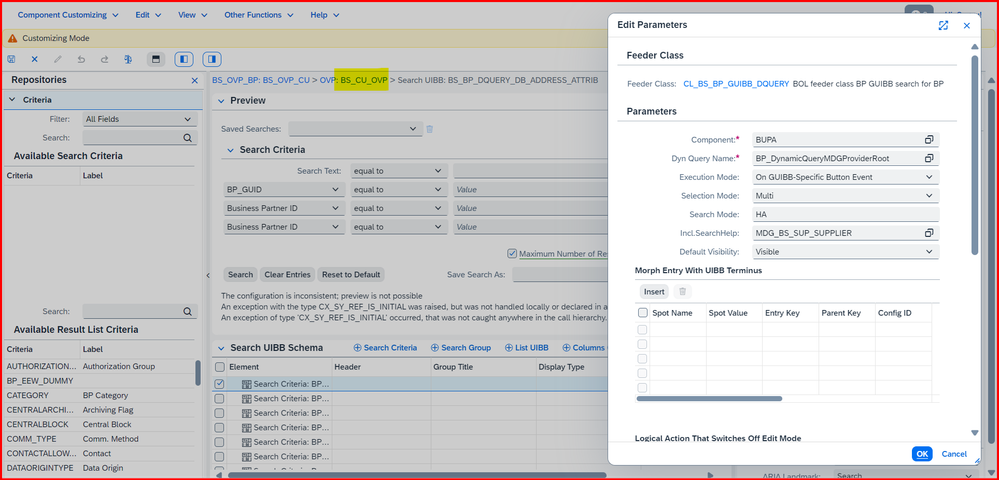 Component Customizing Edit View Other Functions Help
Customizing Mode
Repositories
Criteria
Filter: All Fields
Search:
Available Search Criteria
Criteria Label
Search:
Available Result List Criteria
Criteria Label
AUTHORIZATION... Authorization Group
BP_EEW_DUMMY
CATEGORY BP Category
CENTRALARCHI... Archiving Flag
CENTRALBLOCK Central Block
COMM_TYPE Comm. Method
CONTACTALLOW... Contact
DATAORIGINTYPE Data Origin
BS_OVP_BP: BS_OVP_CU > OVP: BS_CU_OVP > Search UIBB: BS_BP_DQUERY_DB_ADDRESS_ATTRIB
Preview
Saved Searches:
Search Criteria
Search Text: equal to
BP_GUID equal to Value
Business Partner ID equal to Value
Business Partner ID equal to Value
Maximum Number of Re
Search Clear Entries Reset to Default Save Search As:
The configuration is inconsistent; preview is not possible
An exception with the type CX_SY_REF_IS_INITIAL was raised, but was not handled locally or declared in a
An exception of type 'CX_SY_REF_IS_INITIAL' occurred, that was not caught anywhere in the call hierarchy.
Search UIBB Schema Search Criteria Search Group List UIBB Columns
Element Header Group Title Display Type
Search Criteria: BP...
Search Criteria: BP...
Search Criteria: BP...
Search Criteria: BP...
Search Criteria: BP...
Search Criteria: BP...
Search Criteria: BP...
ARIA Landmark: Search
Edit Parameters
Feeder Class
Feeder Class: CL_BS_BP_GUIBB_DQUERY BOL feeder class BP GUIBB search for BP
Parameters
Component:* BUPA
Dyn Query Name:* BP_DynamicQueryMDGProviderRoot
Execution Mode: On GUIBB-Specific Button Event
Selection Mode: Multi
Search Mode: HA
Incl.SearchHelp: MDG_BS_SUP_SUPPLIER
Default Visibility: Visible
Morph Entry With UIBB Terminus
Insert
Spot Name Spot Value Entry Key Parent Key Config ID
Logical Action That Switches Off Edit Mode
OK Cancel